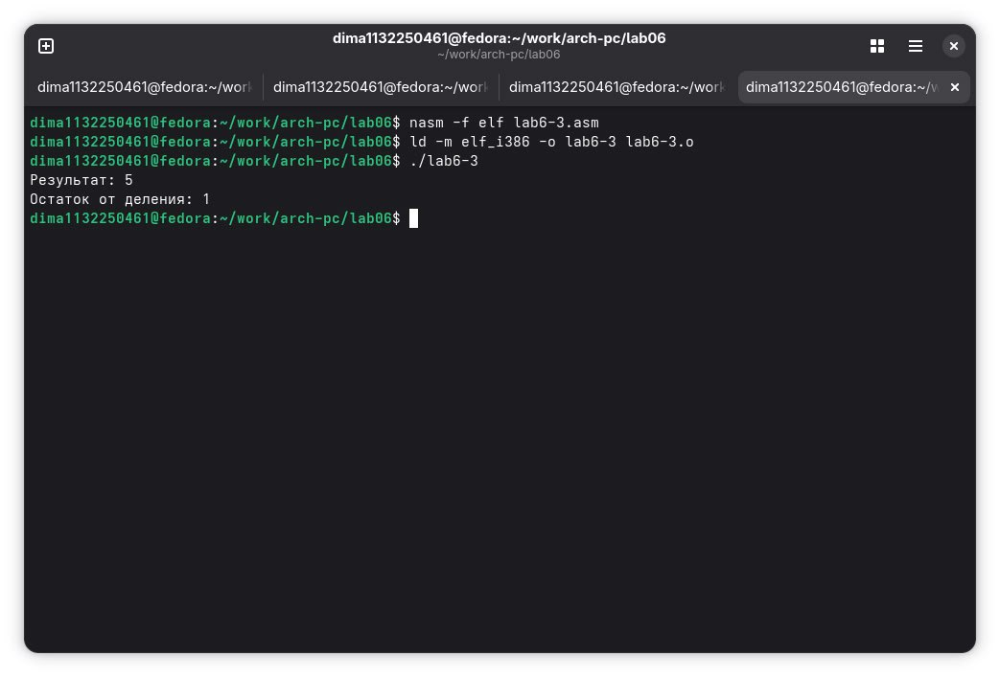 dima1132250461@fedora:~/work/arch-pc/lab06
~/work/arch-pc/lab06
dima1132250461@fedora:~/work dima1132250461@fedora:~/work dima1132250461@fedora:~/work dima1132250461@fedora:~/w
dima1132250461@fedora:~/work/arch-pc/lab06$ nasm -f elf lab6-3.asm
dima1132250461@fedora:~/work/arch-pc/lab06$ ld -m elf_i386 -o lab6-3 lab6-3.o
dima1132250461@fedora:~/work/arch-pc/lab06$ ./lab6-3
Результат: 5
Остаток от деления: 1
dima1132250461@fedora:~/work/arch-pc/lab06$